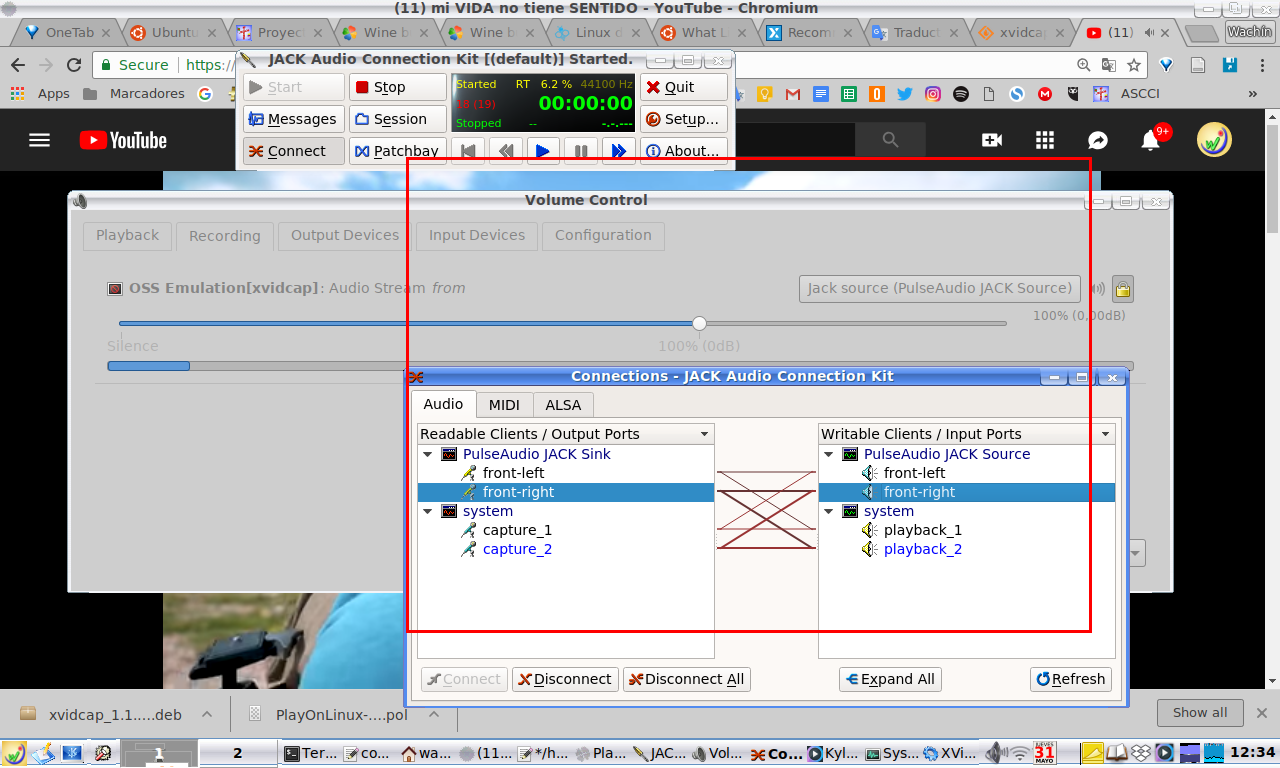 (11) mi VIDA no tiene SENTIDO - YouTube - Chromium
OneTab
Ubuntu
Proyec
Wine b
Wine b
Linux d
What L
Recom
Traduct
xvidcap
(11)
Wachin
Secure
https:/
JACK Audio Connection Kit [(default)] Started.
Start
Stop
Started RT 6.2 % 44100 Hz
(19)
00:00:00
Stopped -- -.-.---
Quit
Messages
Session
Setup...
Connect
Patchbay
About...
Apps
Marcadores
ASCCI
»
YouTube
9+
Volume Control
Playback
Recording
Output Devices
Input Devices
Configuration
OSS Emulation[xvidcap]: Audio Stream from
Jack source (PulseAudio JACK Source)
100% (0,00dB)
Silence
100% (0dB)
Connections - JACK Audio Connection Kit
Audio
MIDI
ALSA
Readable Clients / Output Ports
Writable Clients / Input Ports
PulseAudio JACK Sink
PulseAudio JACK Source
front-left
front-left
front-right
front-right
system
system
capture_1
playback_1
capture_2
playback_2
Connect
Disconnect
Disconnect All
Expand All
Refresh
xvidcap_1.1.....deb
PlayOnLinux-....pol
Show all
1
2
Ter...
co...
wa...
(11...
*/h...
Pla...
JAC...
Vol...
Co...
Kyl...
Sys...
XVi...
JUEVES
31
MAYO
12:34